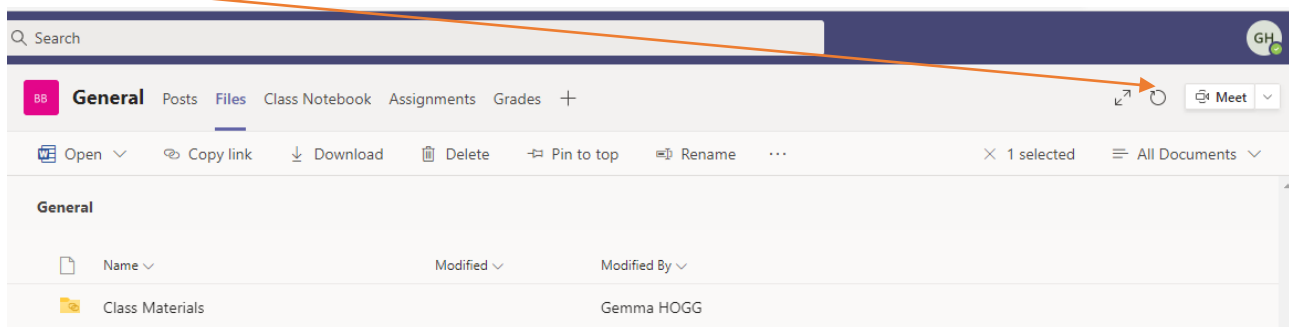 Search
GH
BB General Posts Files Class Notebook Assignments Grades + Meet
Open Copy link Download Delete Pin to top Rename ... 1 selected All Documents
General
Name Modified Modified By
Class Materials Gemma HOGG